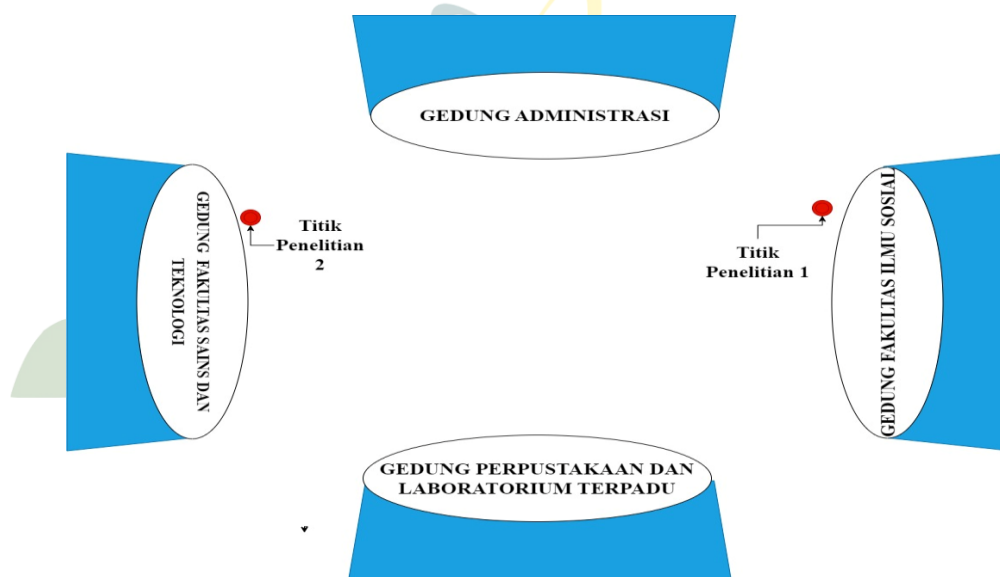 GEDUNG ADMINISTRASI
GEDUNG FAKULTAS SAINS DAN
TEKNOLOGI
Titik
Penelitian
2
Titik
Penelitian 1
GEDUNG FAKULTAS ILMU SOSIAL
GEDUNG PERPUSTAKAAN DAN
LABORATORIUM TERPADU